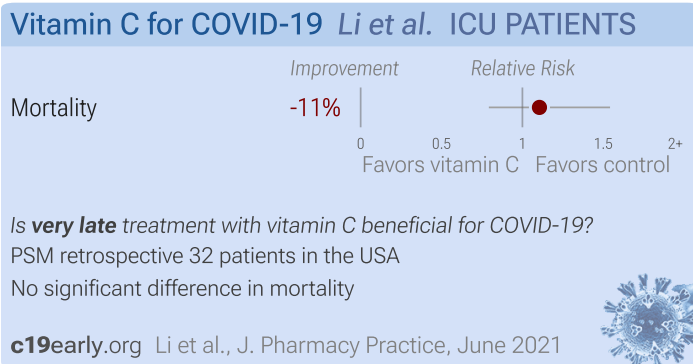 Vitamin C for COVID-19 Li et al. ICU PATIENTS
Improvement Relative Risk
Mortality -11%
0 0.5 1 1.5 2+
Favors vitamin C Favors control
Is very late treatment with vitamin C beneficial for COVID-19?
PSM retrospective 32 patients in the USA
No significant difference in mortality
c19early.org Li et al., J. Pharmacy Practice, June 2021